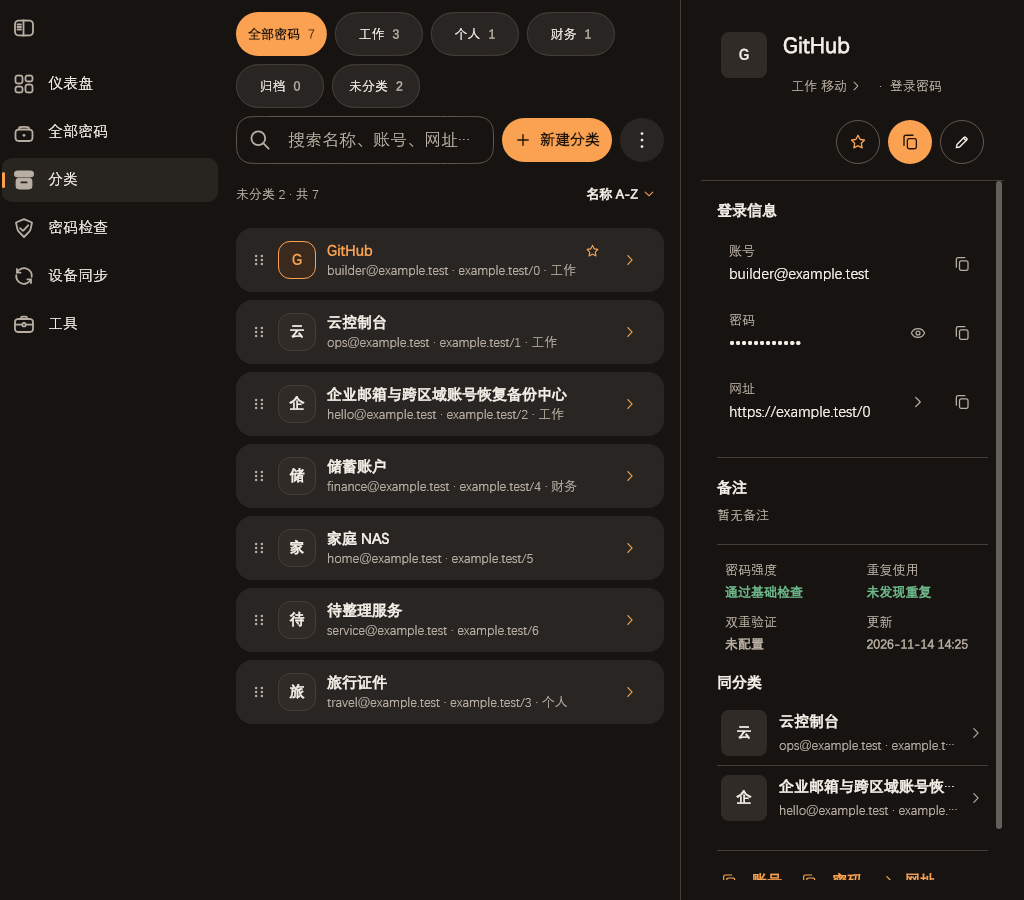 仪表盘
全部密码
分类
密码检查
设备同步
工具
全部密码 7
工作 3
个人 1
财务 1
归档 0
未分类 2
搜索名称、账号、网址…
新建分类
未分类 2 · 共 7
名称 A-Z
G
GitHub
builder@example.test · example.test/0 · 工作
云
云控制台
ops@example.test · example.test/1 · 工作
企
企业邮箱与跨区域账号恢复备份中心
hello@example.test · example.test/2 · 工作
储
储蓄账户
finance@example.test · example.test/4 · 财务
家
家庭 NAS
home@example.test · example.test/5
待
待整理服务
service@example.test · example.test/6
旅
旅行证件
travel@example.test · example.test/3 · 个人
G
GitHub
工作 移动 · 登录密码
登录信息
账号
builder@example.test
密码
••••••••••••
网址
https://example.test/0
备注
暂无备注
密码强度 重复使用
通过基础检查 未发现重复
双重验证 更新
未配置 2026-11-14 14:25
同分类
云
云控制台
ops@example.test · example.t…
企
企业邮箱与跨区域账号恢…
hello@example.test · example.…
账号 密码 网址